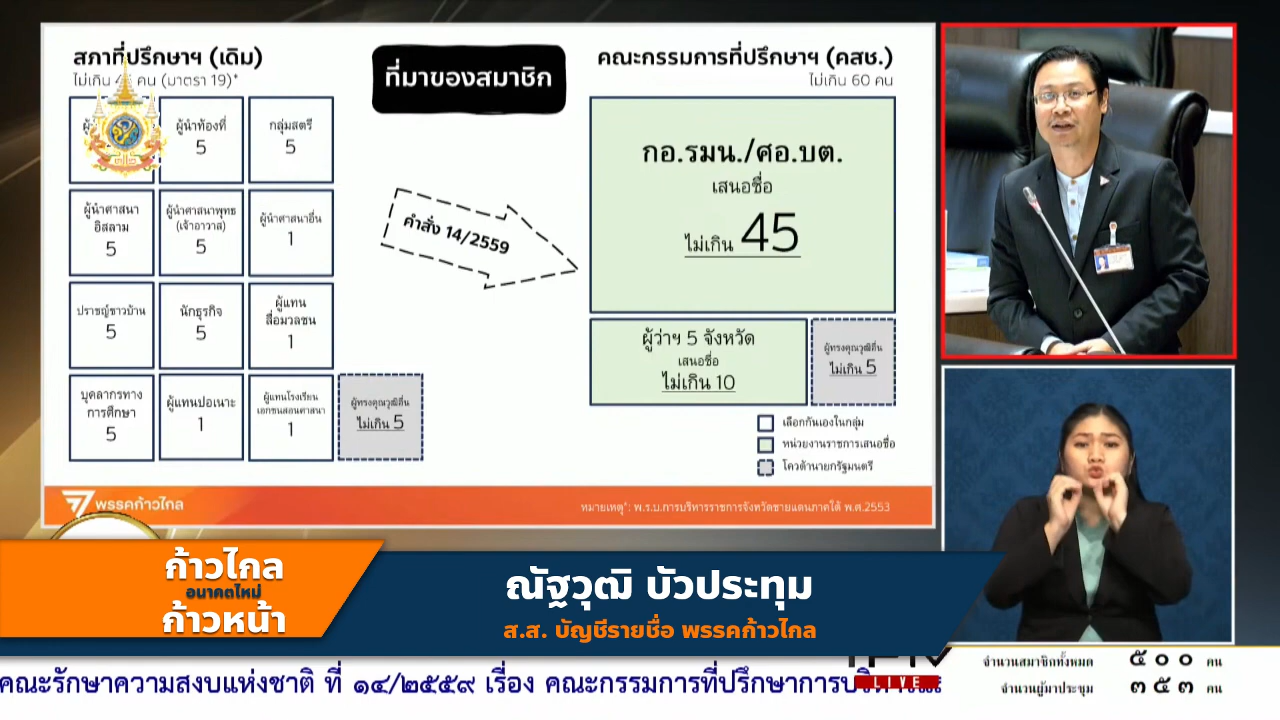 สภาที่ปรึกษาฯ (เดิม)
ไม่เกิน คน (มาตรา 19)*
ผู้นำท้องที่
5
กลุ่มสตรี
5
ผู้นำศาสนา
อิสลาม
5
ผู้นำศาสนาพุทธ
(เจ้าอาวาส)
5
ผู้นำศาสนาอื่น
1
ปราชญ์ชาวบ้าน
5
นักธุรกิจ
5
ผู้แทน
สื่อมวลชน
1
บุคลากรทาง
การศึกษา
5
ผู้แทนปอเนาะ
1
ผู้แทนโรงเรียน
เอกชนสอนศาสนา
1
ผู้ทรงคุณวุฒิอื่น
ไม่เกิน 5
ที่มาของสมาชิก
คำสั่ง 14/2559
คณะกรรมการที่ปรึกษาฯ (คสช.)
ไม่เกิน 60 คน
กอ.รมน./ศอ.บต.
เสนอชื่อ
ไม่เกิน 45
ผู้ว่าฯ 5 จังหวัด
เสนอชื่อ
ไม่เกิน 10
ผู้ทรงคุณวุฒิอื่น
ไม่เกิน 5
เลือกกันเองในกลุ่ม
หน่วยงานราชการเสนอชื่อ
โควต้านายกรัฐมนตรี
พรรคก้าวไกล
หมายเหตุ*: พ.ร.บ.การบริหารราชการจังหวัดชายแดนภาคใต้ พ.ศ.2553
ก้าวไกล
อนาคตใหม่
ก้าวหน้า
ณัฐวุฒิ บัวประทุม
ส.ส. บัญชีรายชื่อ พรรคก้าวไกล
คณะรักษาความสงบแห่งชาติ ที่ ๑๔/๒๕๕๙ เรื่อง คณะกรรมการที่ปรึกษาการ
LIVE
จำนวนสมาชิกทั้งหมด ๕๐๐ คน
จำนวนผู้มาประชุม ๓๕๓ คน